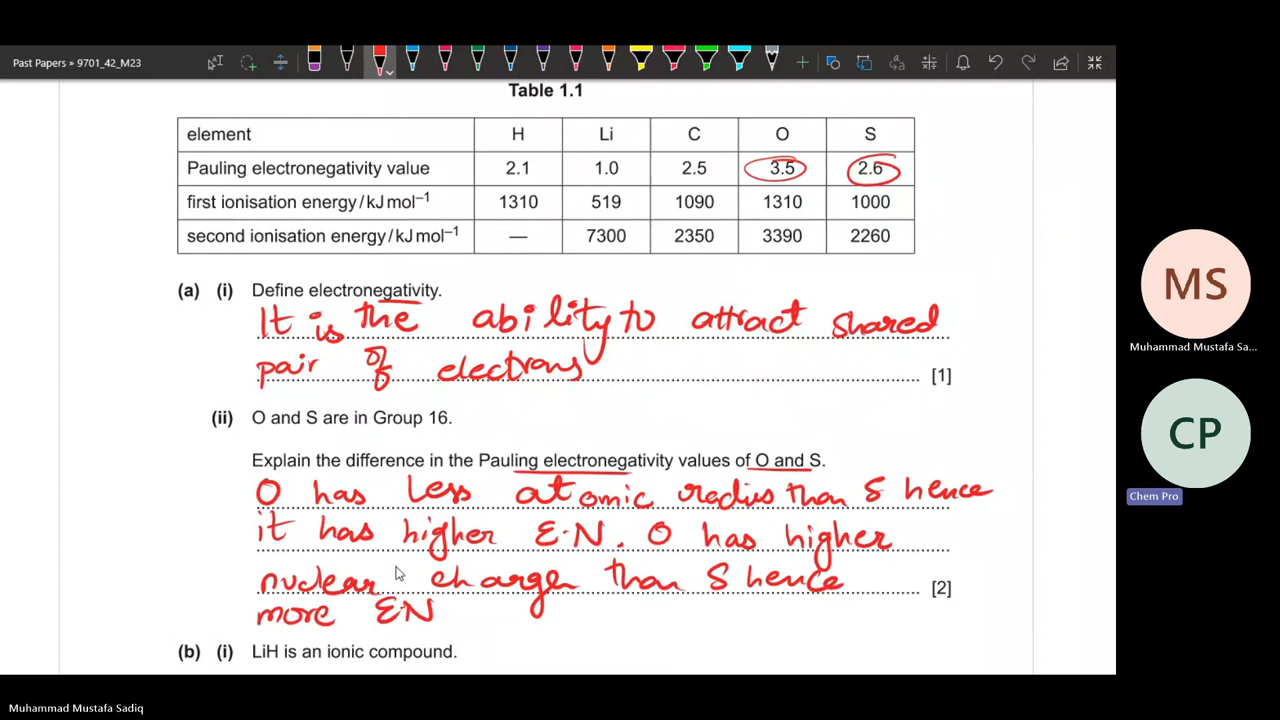 Past Papers » 9701_42_M23
Table 1.1
element H Li C O S
Pauling electronegativity value 2.1 1.0 2.5 3.5 2.6
first ionisation energy / kJ mol⁻¹ 1310 519 1090 1310 1000
second ionisation energy / kJ mol⁻¹ — 7300 2350 3390 2260
(a) (i) Define electronegativity.
It is the ability to attract shared
pair of electrons
[1]
(ii) O and S are in Group 16.
Explain the difference in the Pauling electronegativity values of O and S.
O has less atomic radius than S hence
it has higher E·N. O has higher
nuclear charger than S hence
[2]
more E·N
(b) (i) LiH is an ionic compound.
MS
Muhammad Mustafa Sa...
CP
Chem Pro
Muhammad Mustafa Sadiq